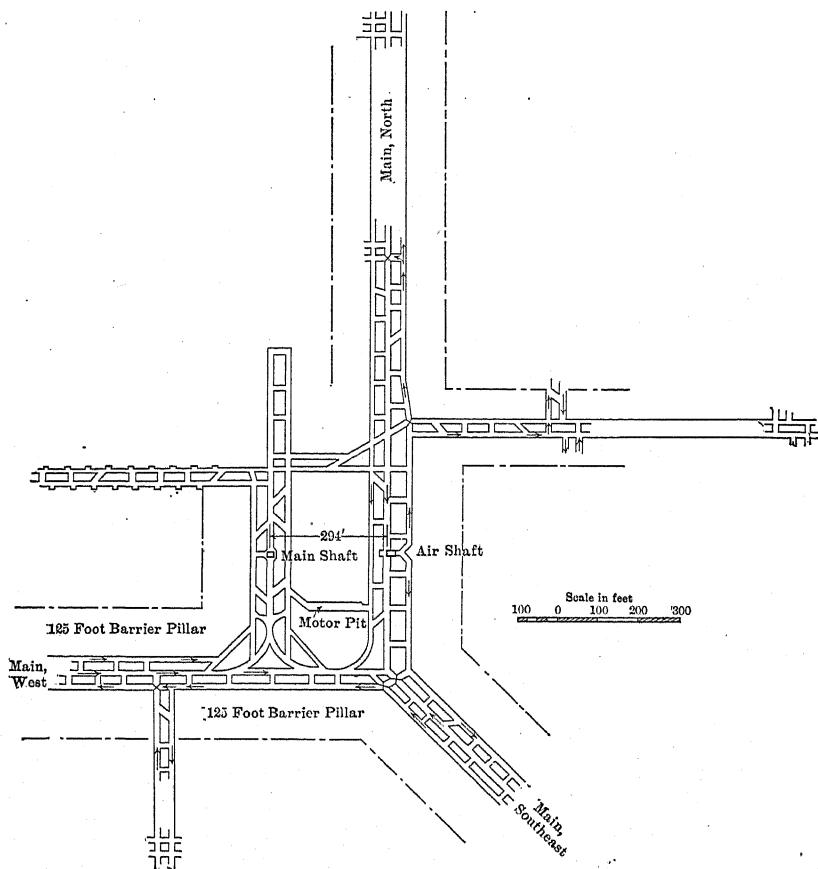 Main, North
294'
Main Shaft
Air Shaft
Scale in feet
100 0 100 200 300
Motor Pit
125 Foot Barrier Pillar
Main,
West
125 Foot Barrier Pillar
Main,
Southeast